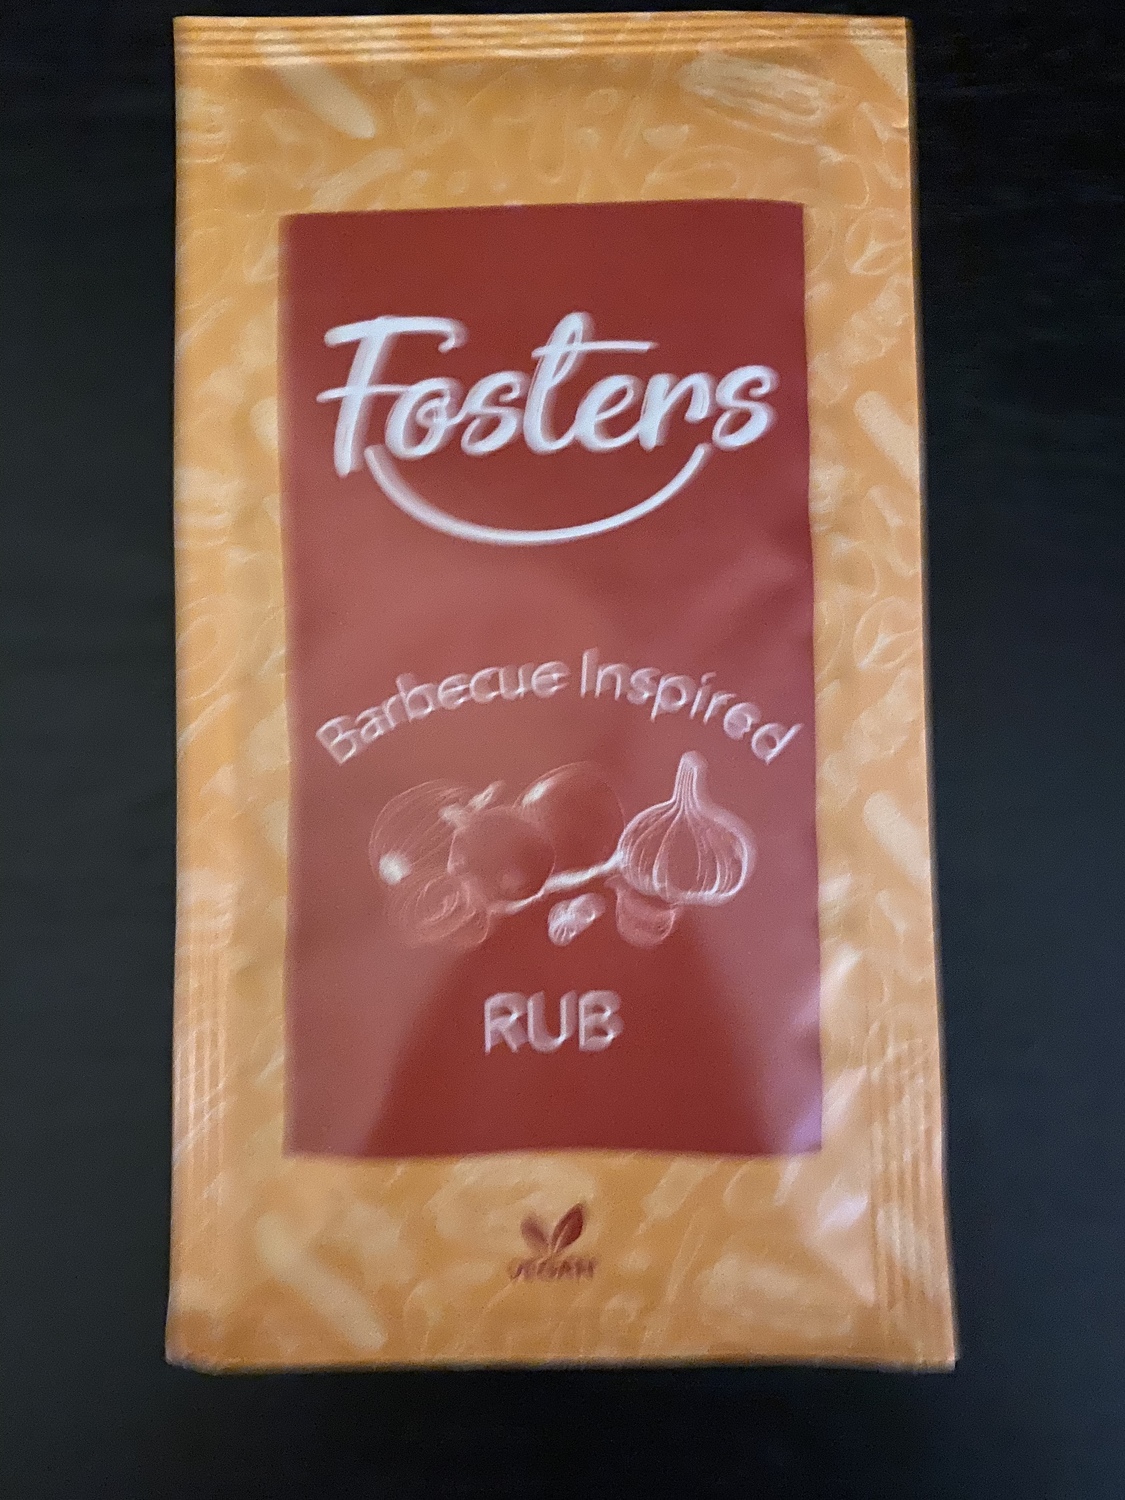 Fosters
Barbecue Inspired
RUB
VEGAN